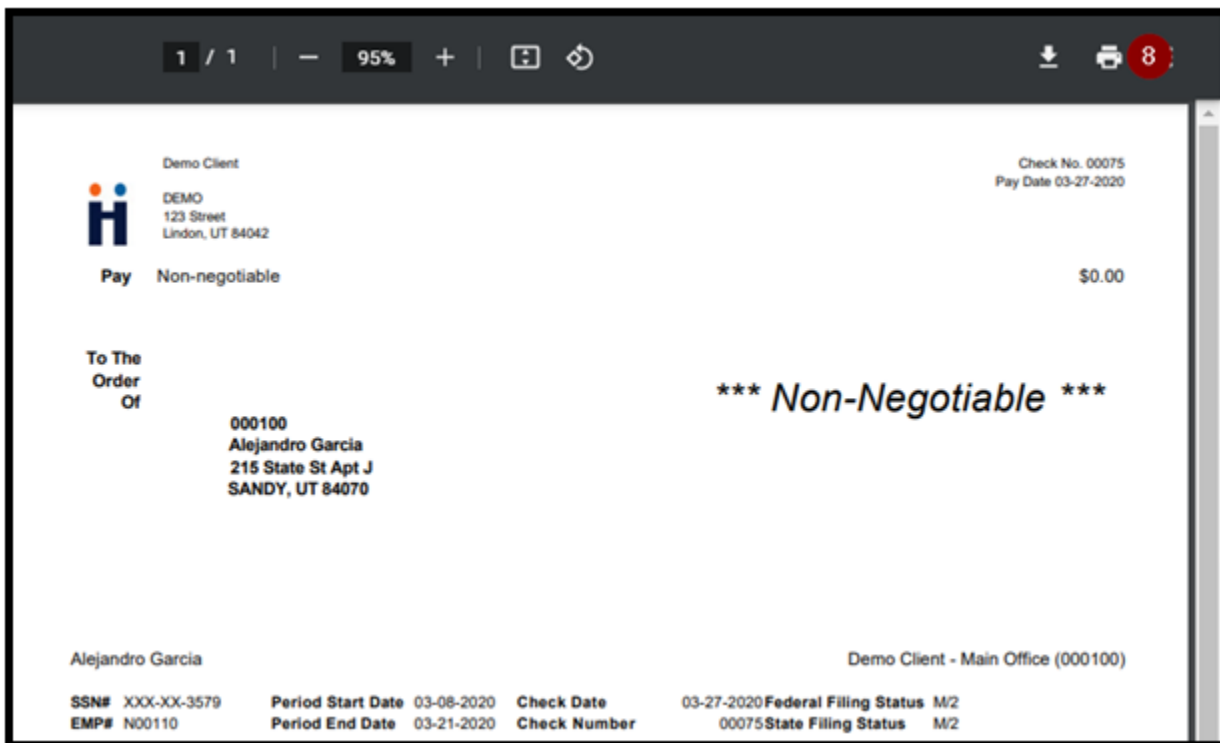 1 / 1 95% 8
Demo Client
Check No. 00075
Pay Date 03-27-2020
DEMO
123 Street
Lindon, UT 84042
Pay Non-negotiable $0.00
To The
Order
Of
*** Non-Negotiable ***
000100
Alejandro Garcia
215 State St Apt J
SANDY, UT 84070
Alejandro Garcia Demo Client - Main Office (000100)
SSN# XXX-XX-3579 Period Start Date 03-08-2020 Check Date 03-27-2020 Federal Filing Status M/2
EMP# N00110 Period End Date 03-21-2020 Check Number 00075 State Filing Status M/2